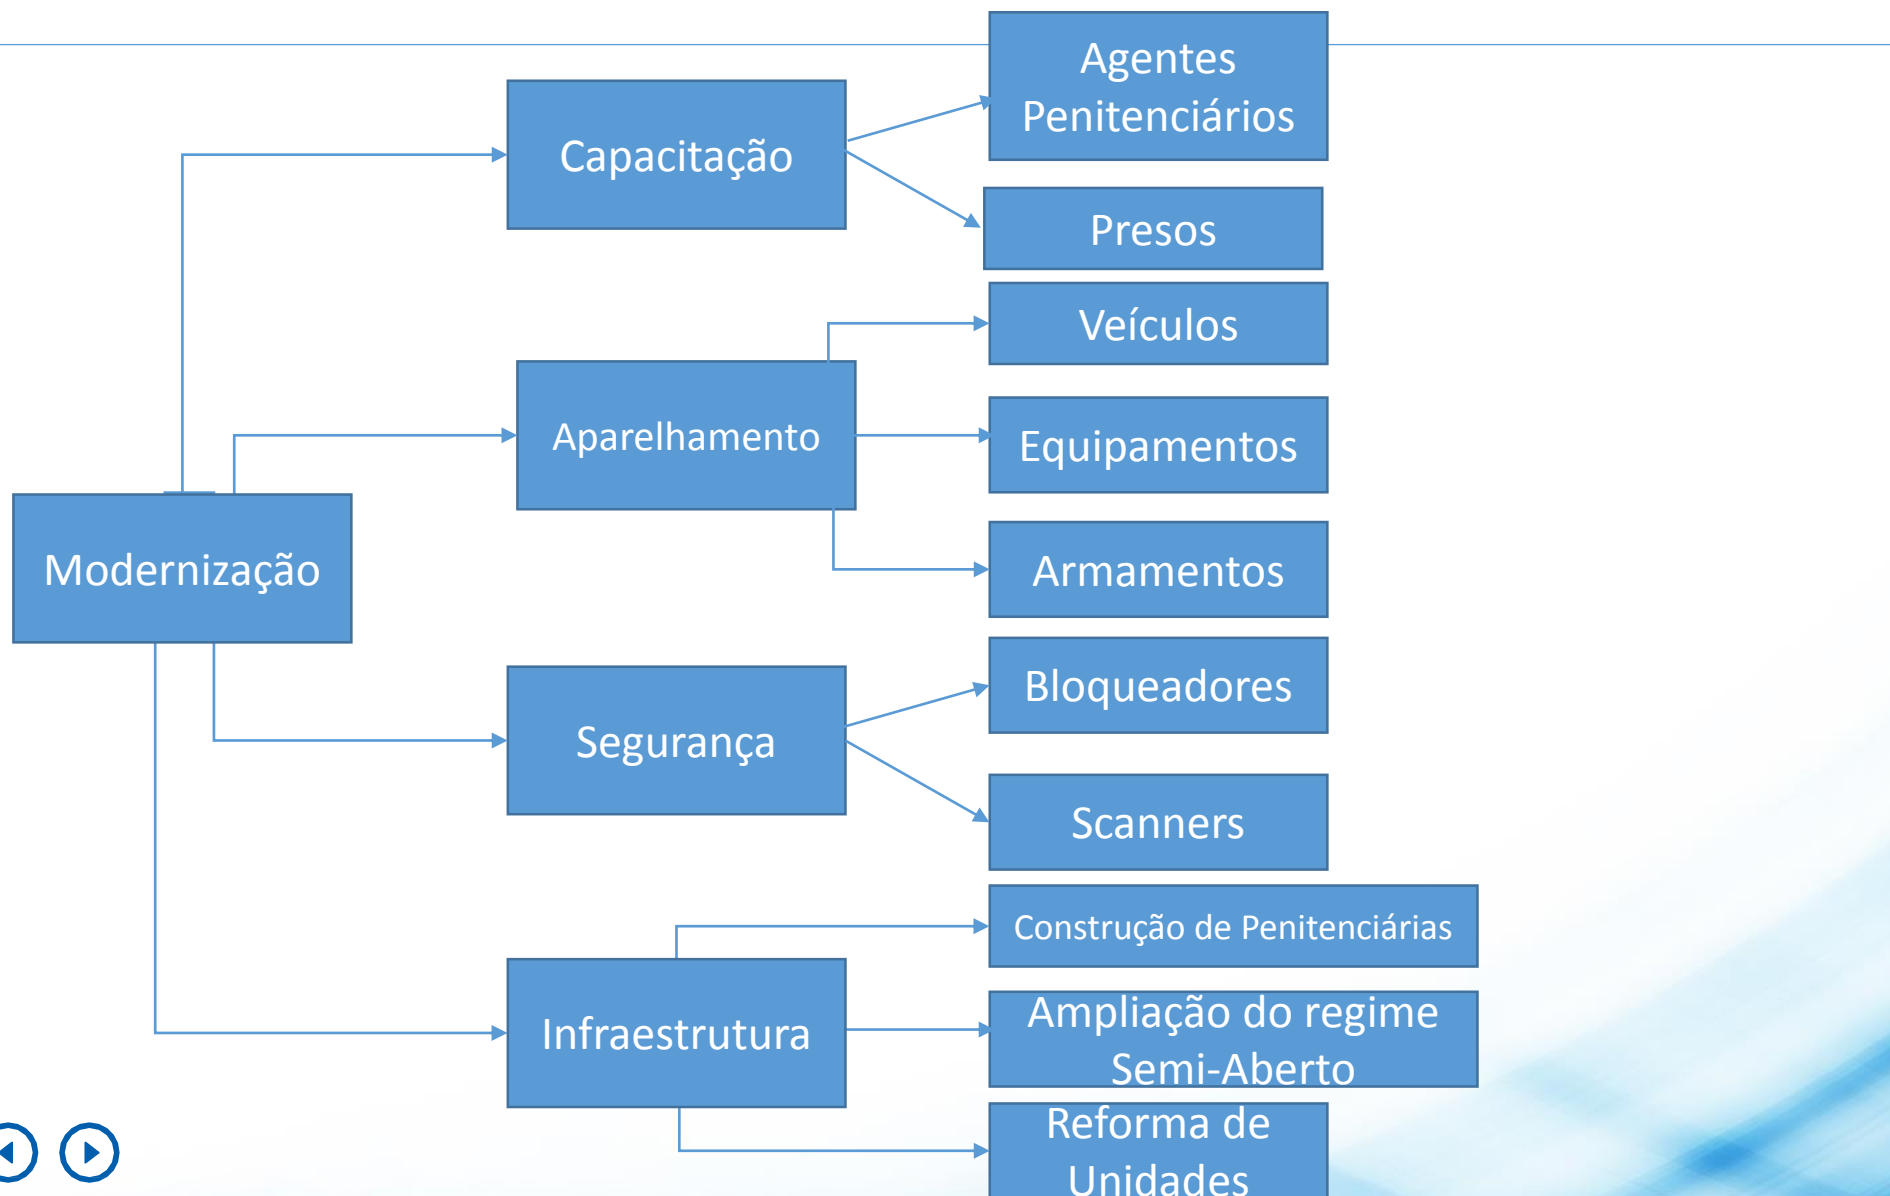 Modernização
Capacitação
Agentes
Penitenciários
Presos
Aparelhamento
Veículos
Equipamentos
Armamentos
Segurança
Bloqueadores
Scanners
Infraestrutura
Construção de Penitenciárias
Ampliação do regime
Semi-Aberto
Reforma de
Unidades